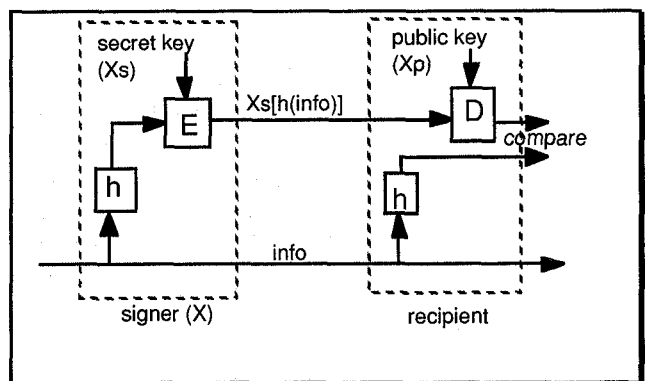 secret key
(Xs)
public key
(Xp)
E
Xs[h(info)]
D
compare
h
h
info
signer (X)
recipient